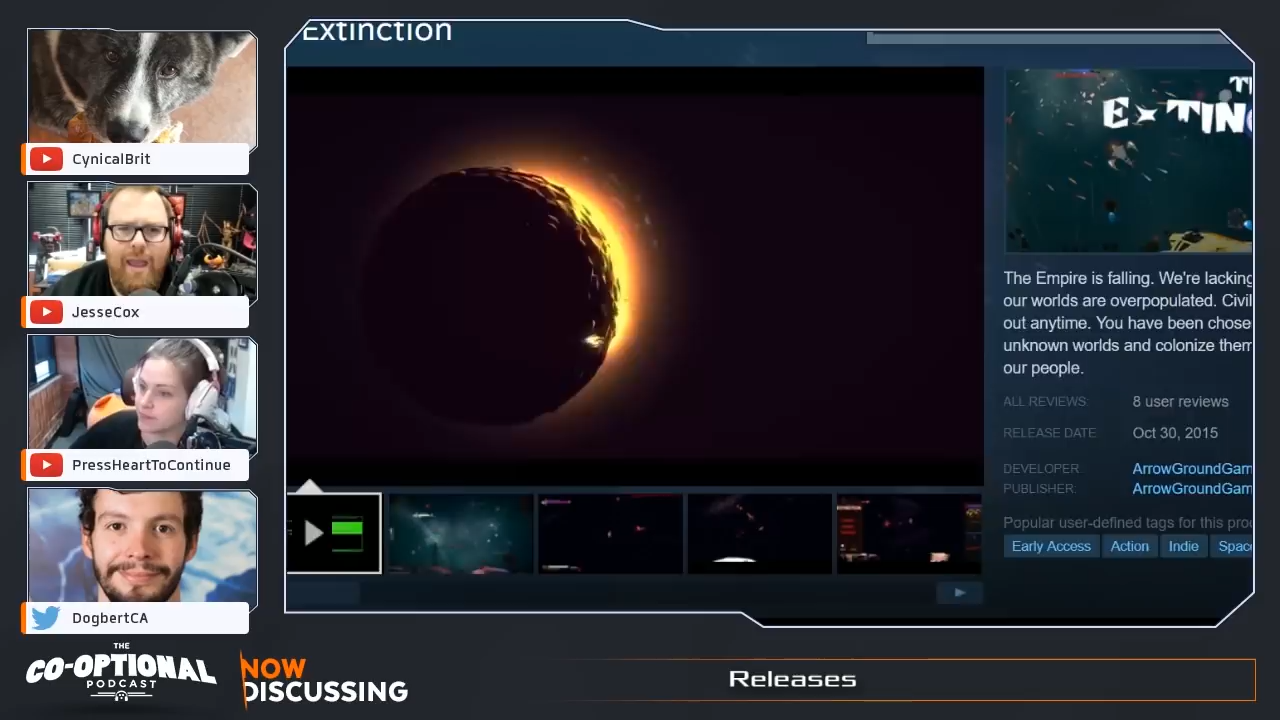 Extinction
CynicalBrit
JesseCox
PressHeartToContinue
DogbertCA
The Empire is falling. We're lacking
our worlds are overpopulated. Civil
out anytime. You have been chose
unknown worlds and colonize them
our people.
ALL REVIEWS: 8 user reviews
RELEASE DATE: Oct 30, 2015
DEVELOPER: ArrowGroundGam
PUBLISHER: ArrowGroundGam
Popular user-defined tags for this pro
Early Access Action Indie Spac
THE
CO-OPTIONAL
PODCAST
NOW
DISCUSSING
Releases